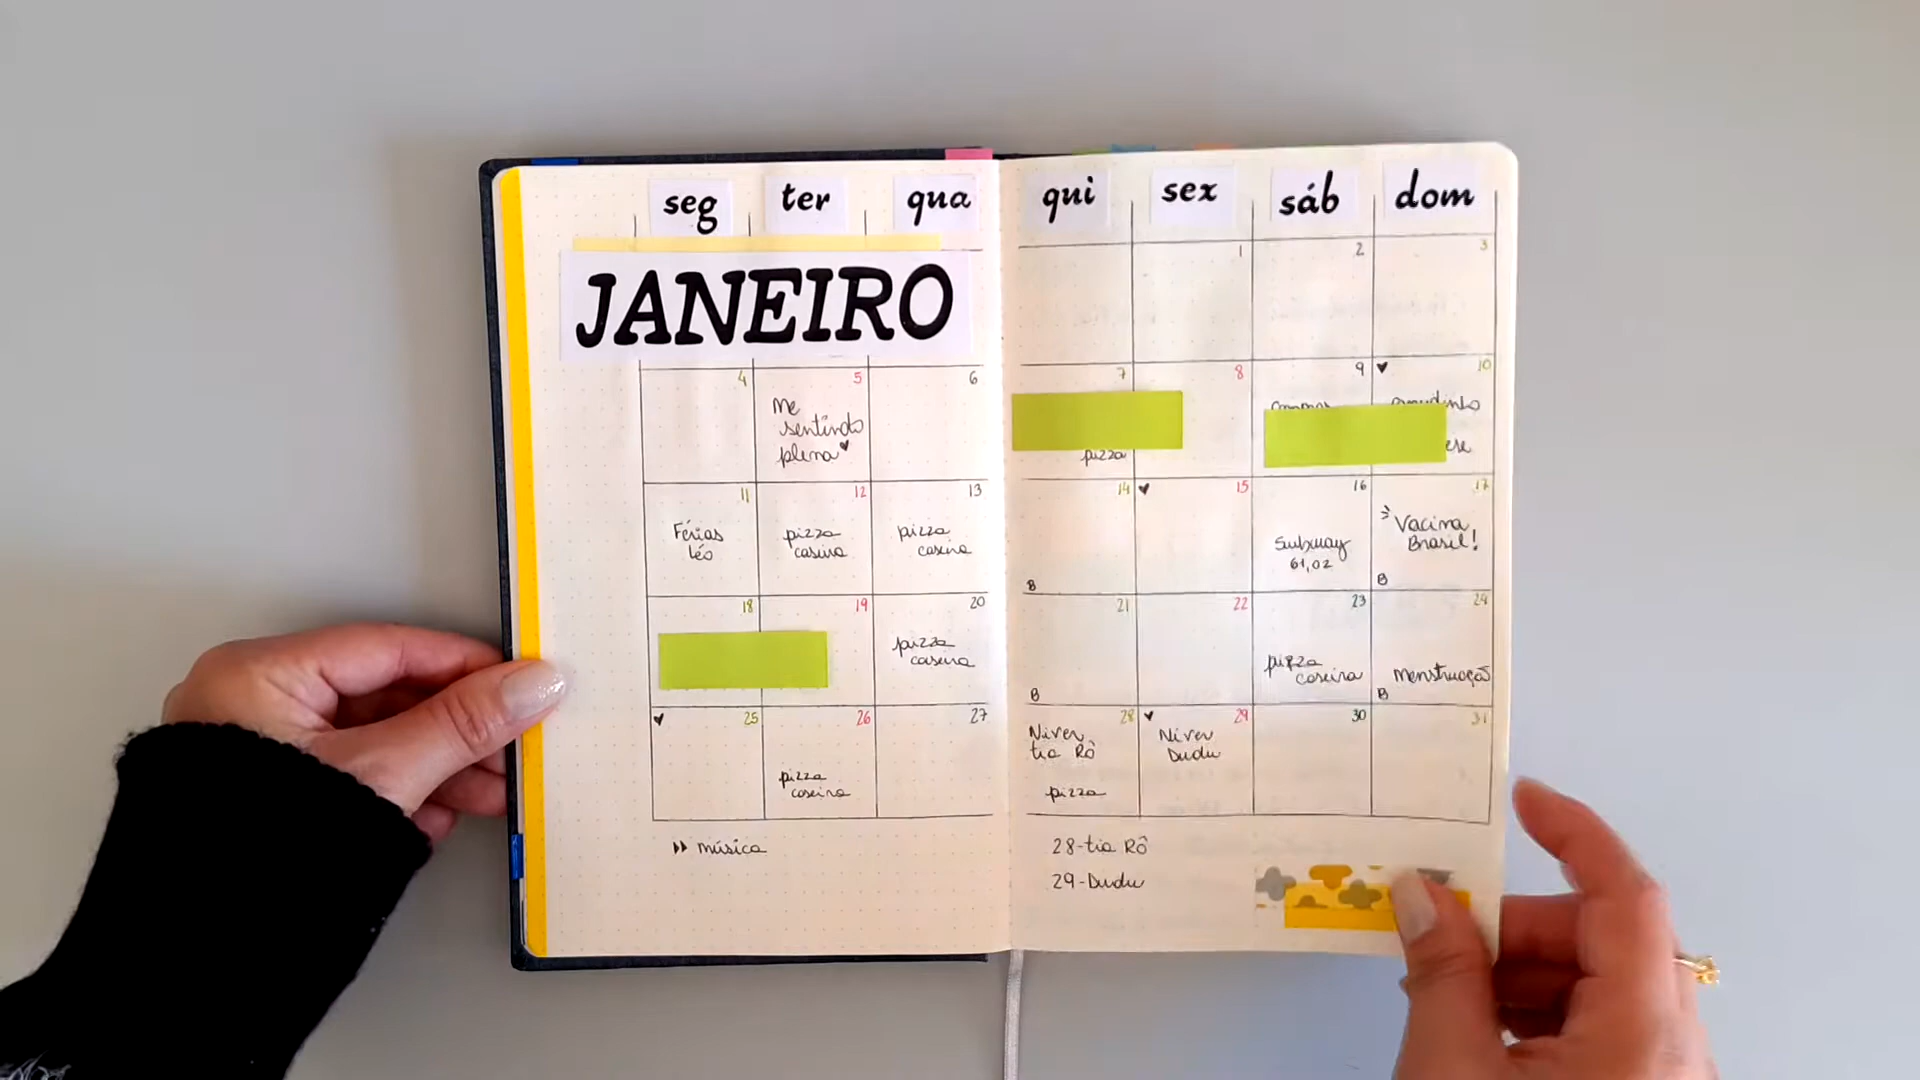 seg ter qua qui sex sáb dom
JANEIRO
1 2 3
4 5 6 7 8 9 ♥ 10
Me
sentindo
plena ♥
pizza
11 12 13 14 ♥ 15 16 17
Férias
Léo
pizza
caseira
pizza
caseira
B
Subway
61,02
Vacina
Brasil!
B
18 19 20 21 22 23 24
pizza
caseira
B
pizza
caseira
Menstruação
B
♥ 25 26 27 28 ♥ 29 30 31
pizza
caseira
Niver
tia Rô
pizza
Niver
Dudu
música
28-tia Rô
29-Dudu